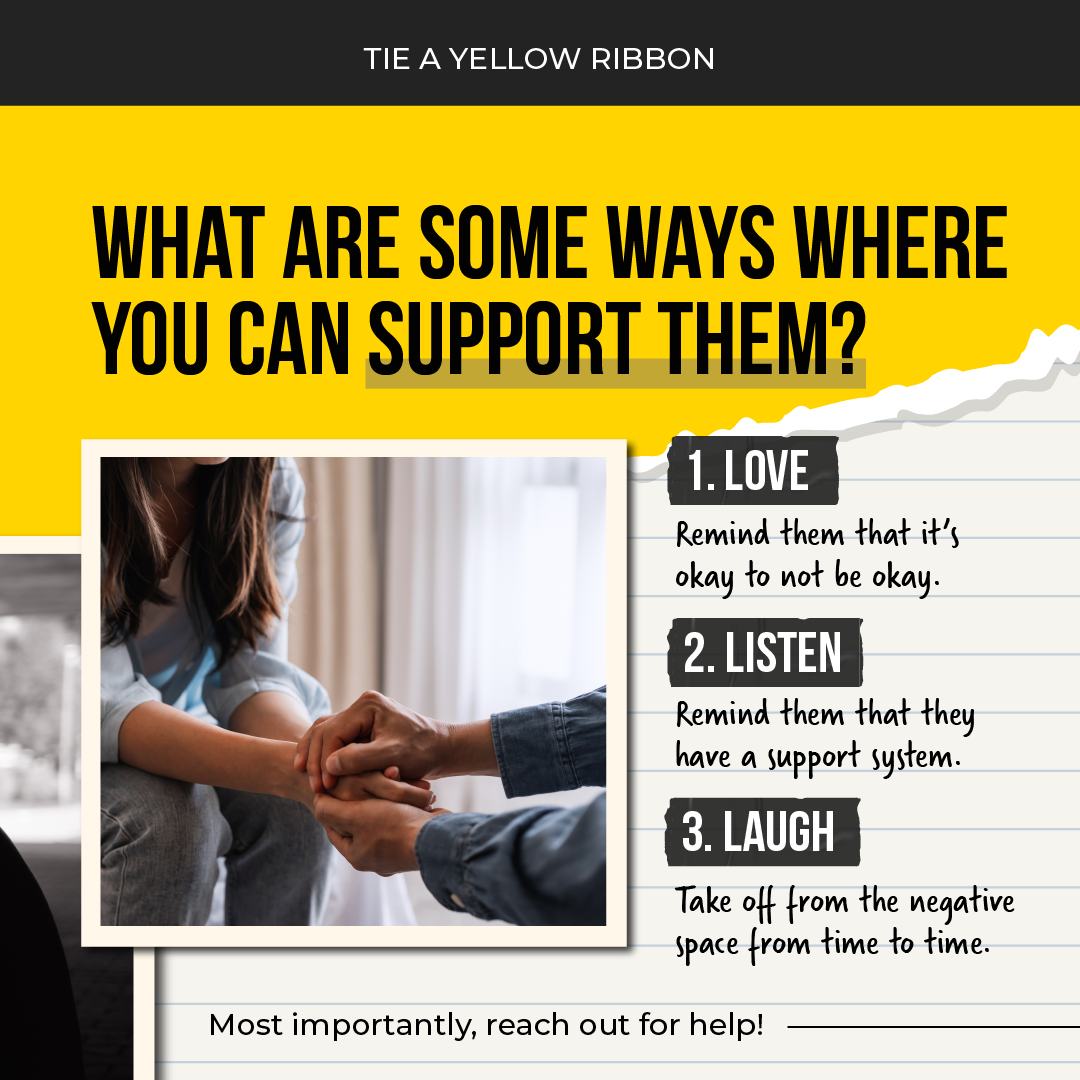 TIE A YELLOW RIBBON
WHAT ARE SOME WAYS WHERE
YOU CAN SUPPORT THEM?
1. LOVE
Remind them that it's
okay to not be okay.
2. LISTEN
Remind them that they
have a support system.
3. LAUGH
Take off from the negative
space from time to time.
Most importantly, reach out for help!